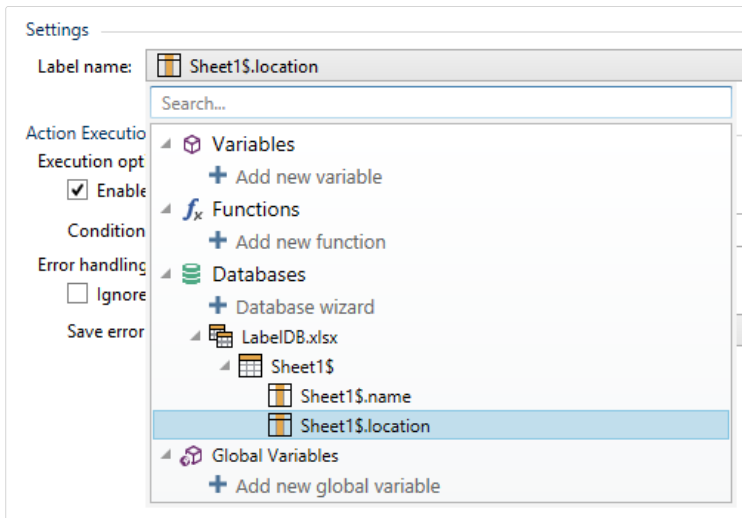 Settings
Label name: Sheet1$.location
Search...
Action Executio
Variables
Execution opt
Add new variable
Enable
Functions
Condition
Add new function
Error handling
Databases
Ignore
Database wizard
Save error
LabelDB.xlsx
Sheet1$
Sheet1$.name
Sheet1$.location
Global Variables
Add new global variable